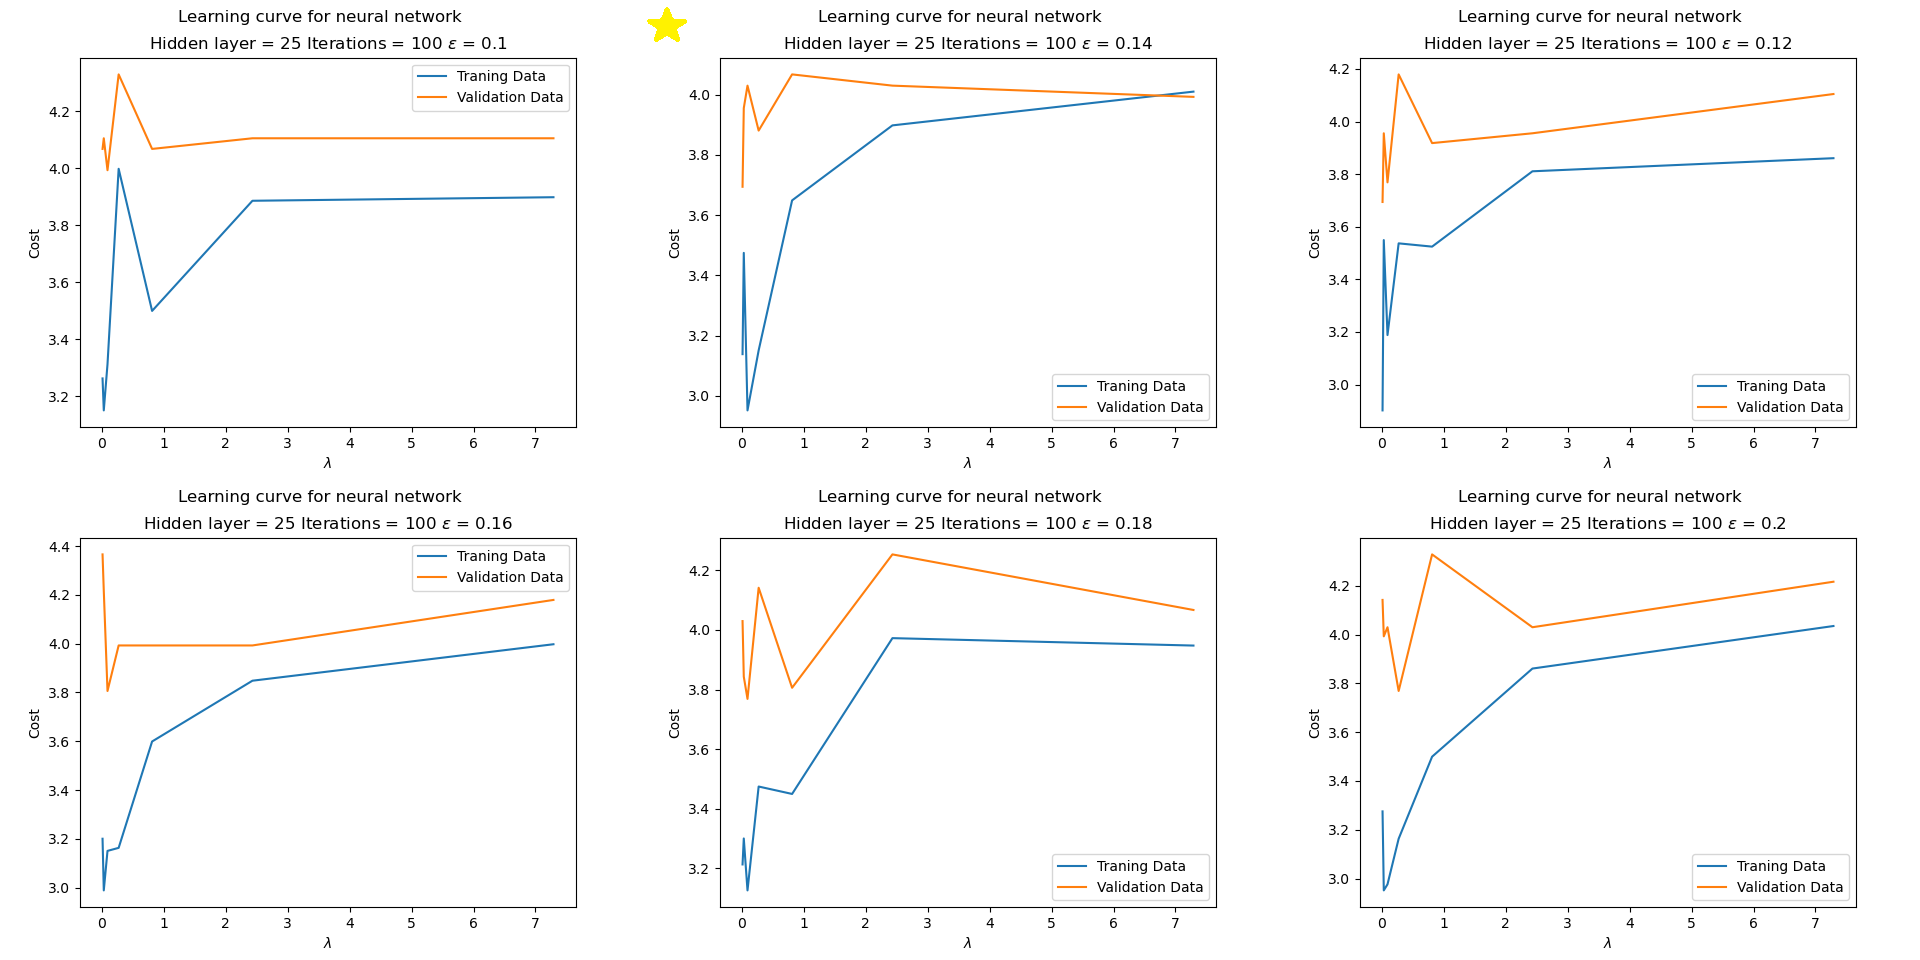 Learning curve for neural network
Hidden layer = 25 Iterations = 100 ε = 0.1
Traning Data
Validation Data
4.2
4.0
3.8
3.6
3.4
3.2
Cost
0 1 2 3 4 5 6 7
λ
Learning curve for neural network
Hidden layer = 25 Iterations = 100 ε = 0.14
4.0
3.8
3.6
3.4
3.2
3.0
Cost
Traning Data
Validation Data
0 1 2 3 4 5 6 7
λ
Learning curve for neural network
Hidden layer = 25 Iterations = 100 ε = 0.12
4.2
4.0
3.8
3.6
3.4
3.2
3.0
Cost
Traning Data
Validation Data
0 1 2 3 4 5 6 7
λ
Learning curve for neural network
Hidden layer = 25 Iterations = 100 ε = 0.16
Traning Data
Validation Data
4.4
4.2
4.0
3.8
3.6
3.4
3.2
3.0
Cost
0 1 2 3 4 5 6 7
λ
Learning curve for neural network
Hidden layer = 25 Iterations = 100 ε = 0.18
4.2
4.0
3.8
3.6
3.4
3.2
Cost
Traning Data
Validation Data
0 1 2 3 4 5 6 7
λ
Learning curve for neural network
Hidden layer = 25 Iterations = 100 ε = 0.2
4.2
4.0
3.8
3.6
3.4
3.2
3.0
Cost
Traning Data
Validation Data
0 1 2 3 4 5 6 7
λ